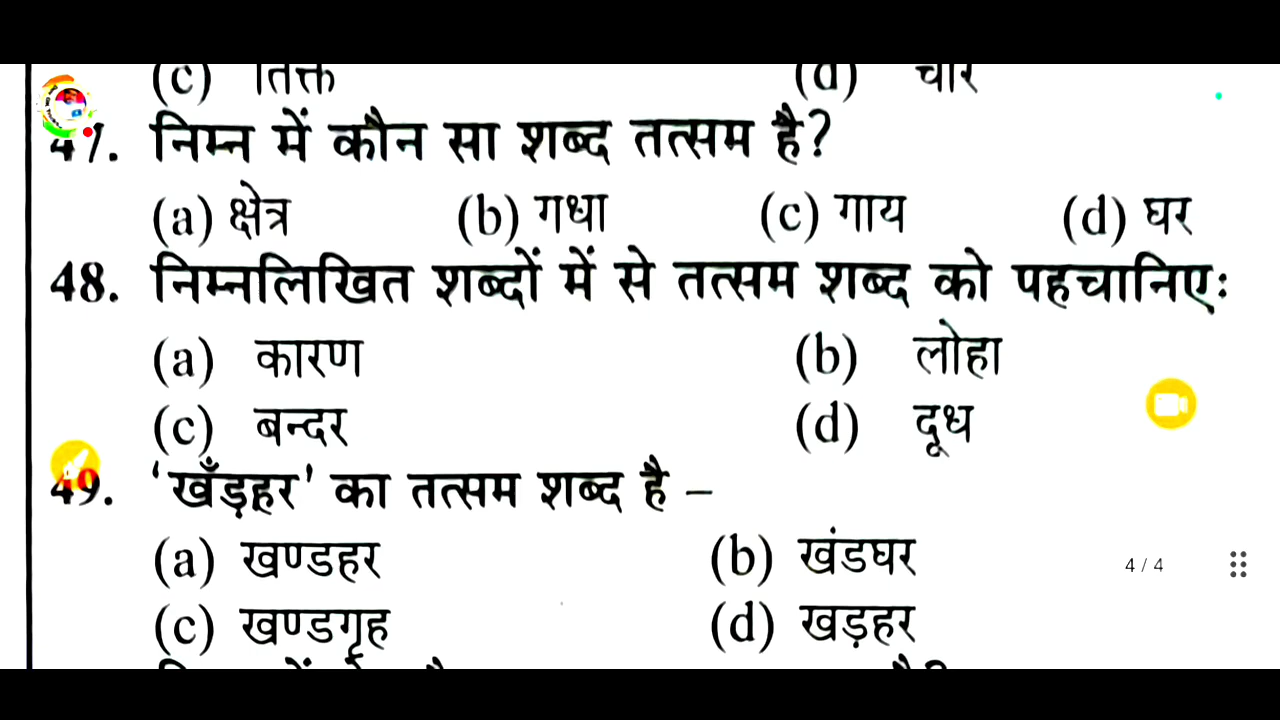 (c) तिक्त (d) चार
47. निम्न में कौन सा शब्द तत्सम है?
(a) क्षेत्र (b) गधा (c) गाय (d) घर
48. निम्नलिखित शब्दों में से तत्सम शब्द को पहचानिए:
(a) कारण (b) लोहा
(c) बन्दर (d) दूध
49. 'खँड़हर' का तत्सम शब्द है –
(a) खण्डहर (b) खंडघर
4 / 4
(c) खण्डगृह (d) खड़हर